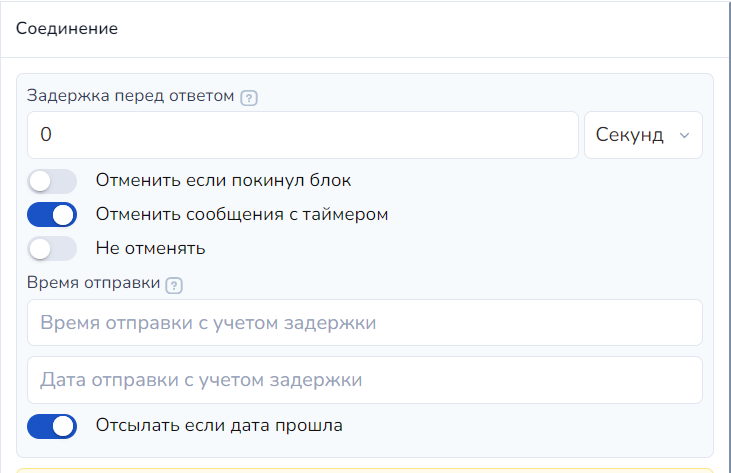 Соединение
Задержка перед ответом ?
0 Секунд
Отменить если покинул блок
Отменить сообщения с таймером
Не отменять
Время отправки ?
Время отправки с учетом задержки
Дата отправки с учетом задержки
Отсылать если дата прошла